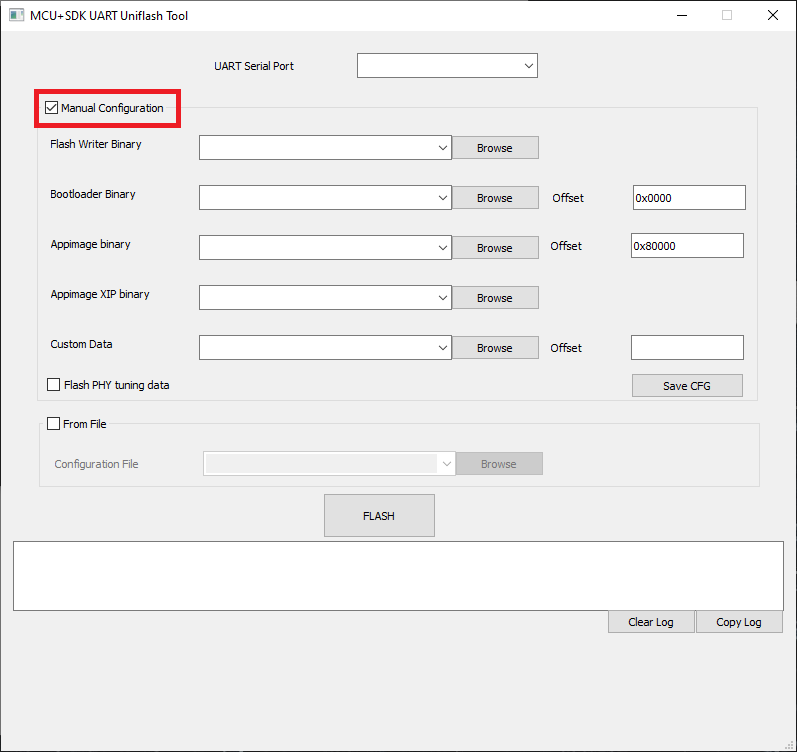 MCU+SDK UART Uniflash Tool
UART Serial Port
Manual Configuration
Flash Writer Binary Browse
Bootloader Binary Browse Offset 0x0000
Appimage binary Browse Offset 0x80000
Appimage XIP binary Browse
Custom Data Browse Offset
Flash PHY tuning data Save CFG
From File
Configuration File Browse
FLASH
Clear Log Copy Log